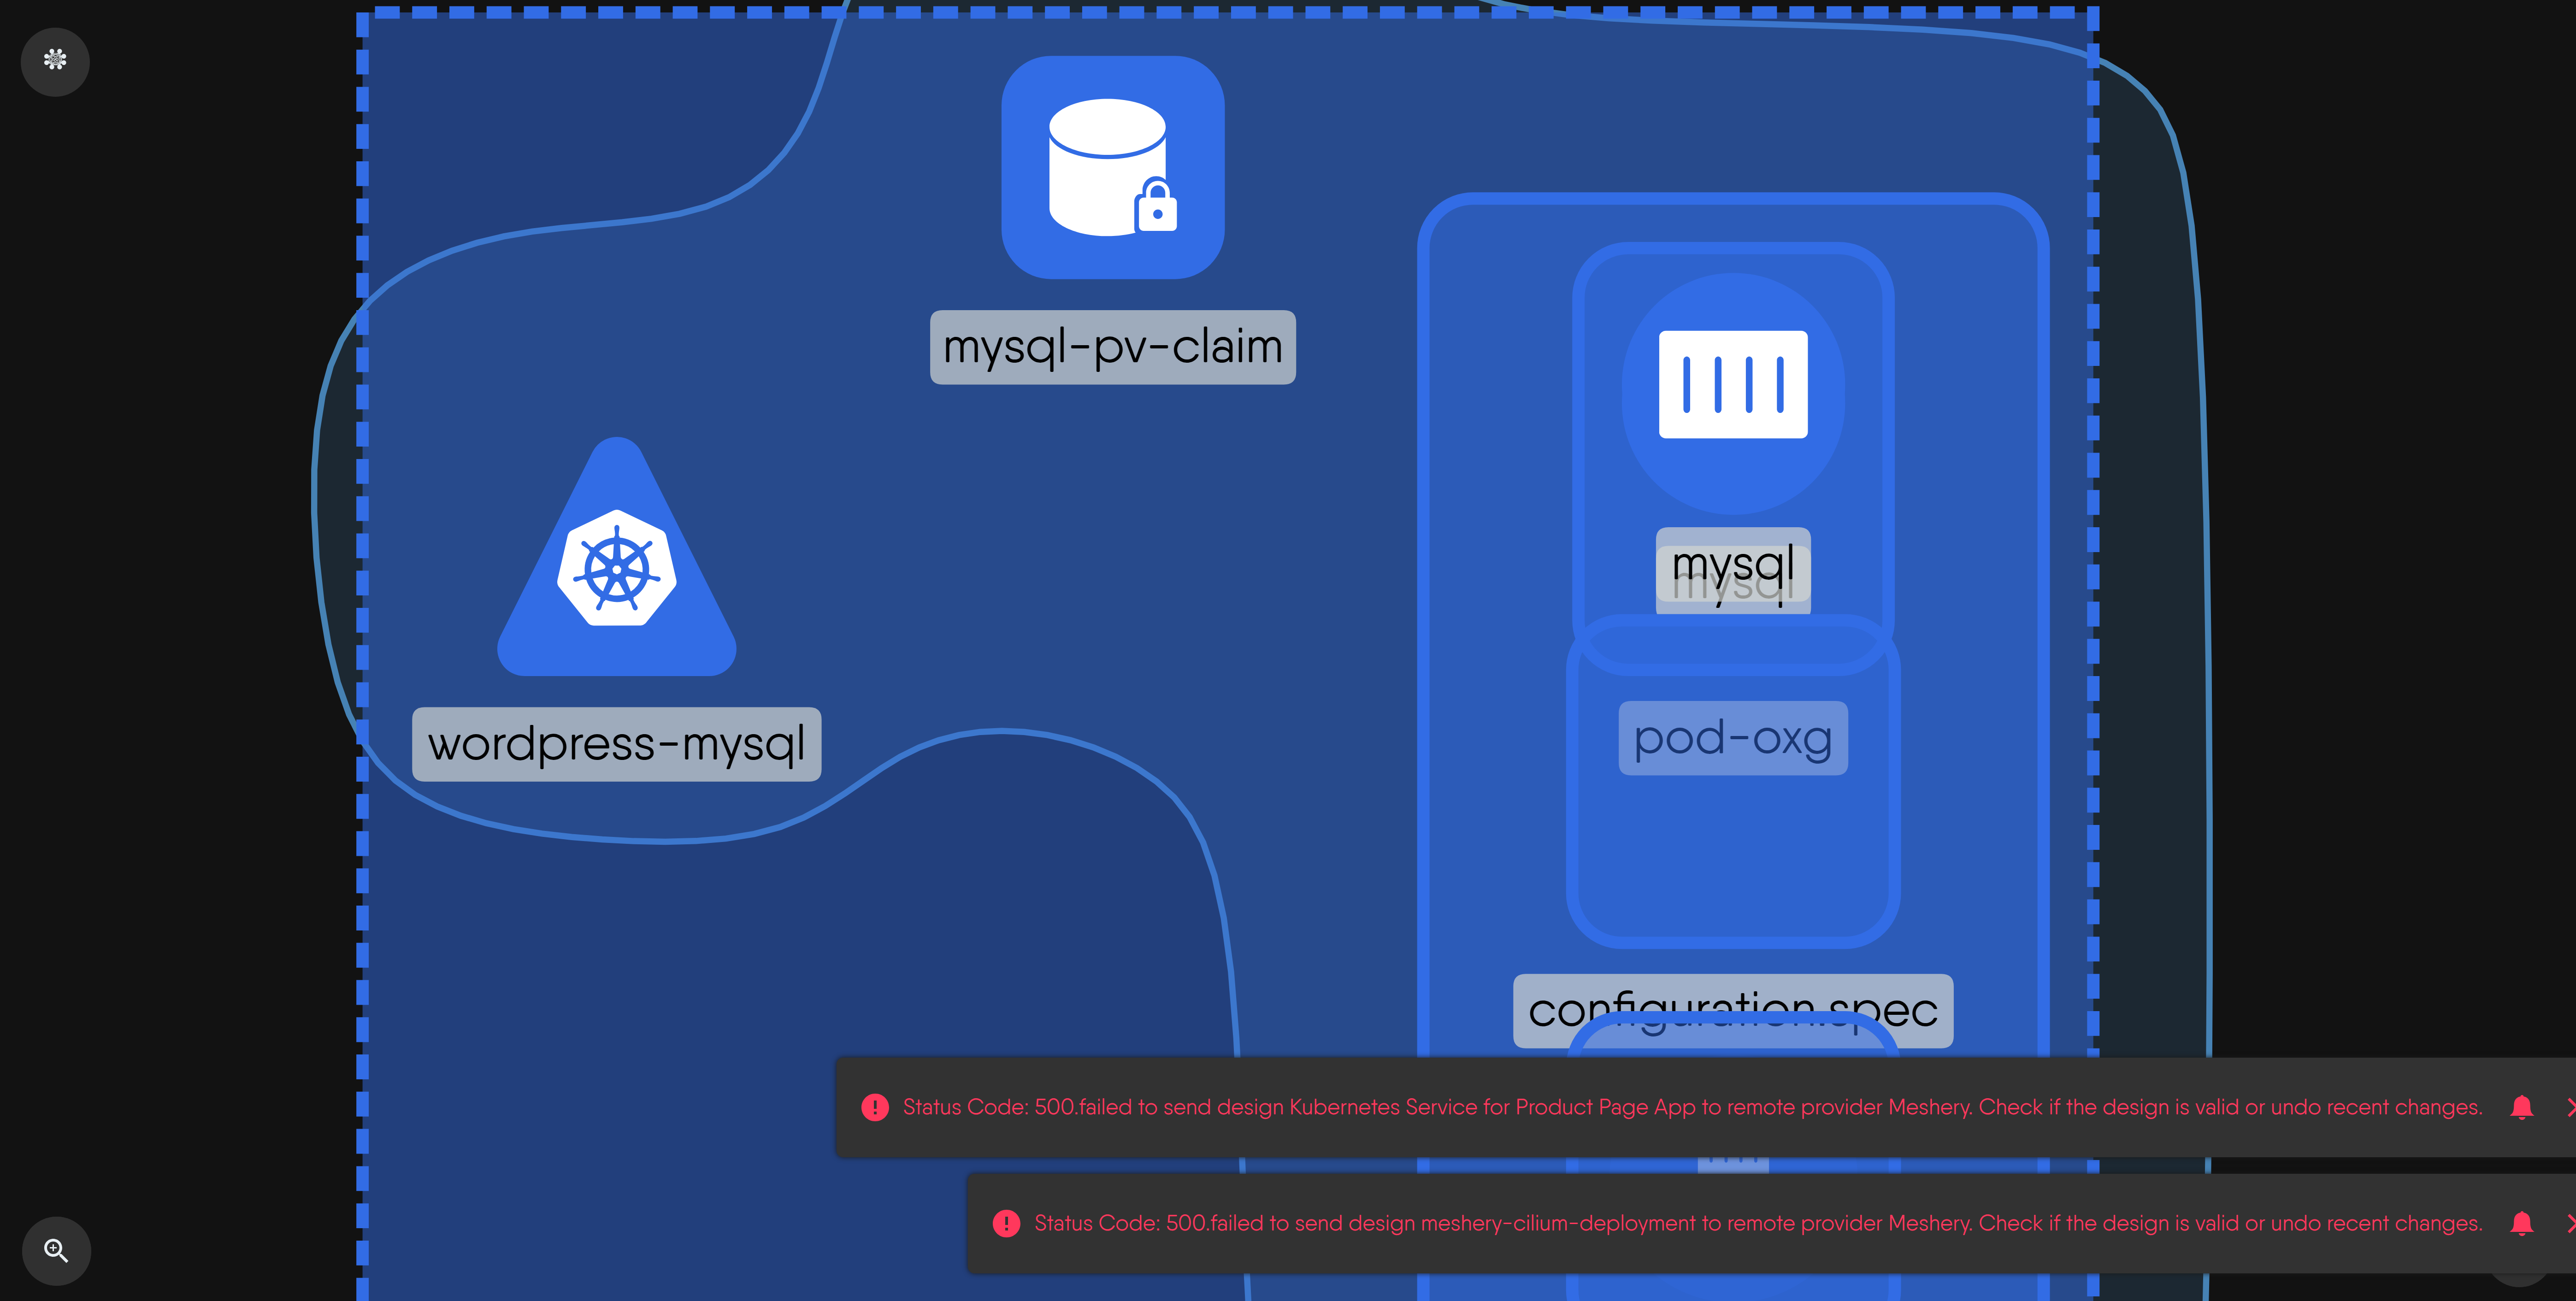 mysql-pv-claim
mysql
mysql
wordpress-mysql
pod-oxg
configuration.spec
Status Code: 500.failed to send design Kubernetes Service for Product Page App to remote provider Meshery. Check if the design is valid or undo recent changes.
Status Code: 500.failed to send design meshery-cilium-deployment to remote provider Meshery. Check if the design is valid or undo recent changes.